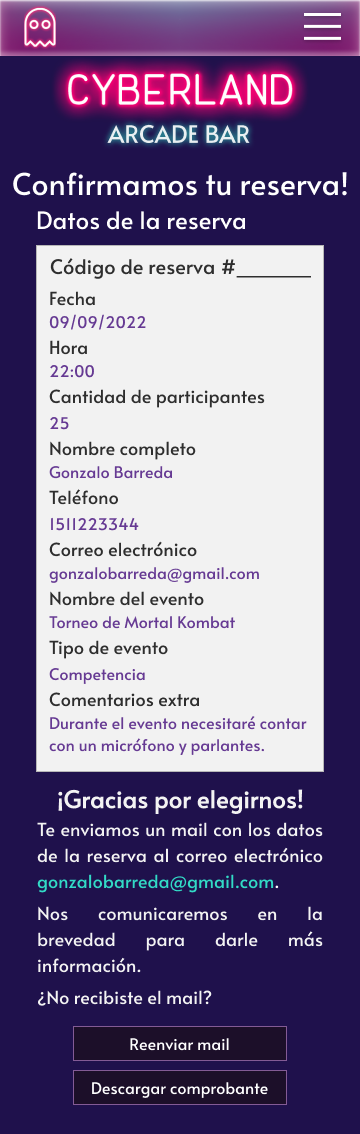 CYBERLAND
ARCADE BAR
Confirmamos tu reserva!
Datos de la reserva
Código de reserva #_______
Fecha
09/09/2022
Hora
22:00
Cantidad de participantes
25
Nombre completo
Gonzalo Barreda
Teléfono
1511223344
Correo electrónico
gonzalobarreda@gmail.com
Nombre del evento
Torneo de Mortal Kombat
Tipo de evento
Competencia
Comentarios extra
Durante el evento necesitaré contar
con un micrófono y parlantes.
¡Gracias por elegirnos!
Te enviamos un mail con los datos
de la reserva al correo electrónico
gonzalobarreda@gmail.com.
Nos comunicaremos en la
brevedad para darle más
información.
¿No recibiste el mail?
Reenviar mail
Descargar comprobante